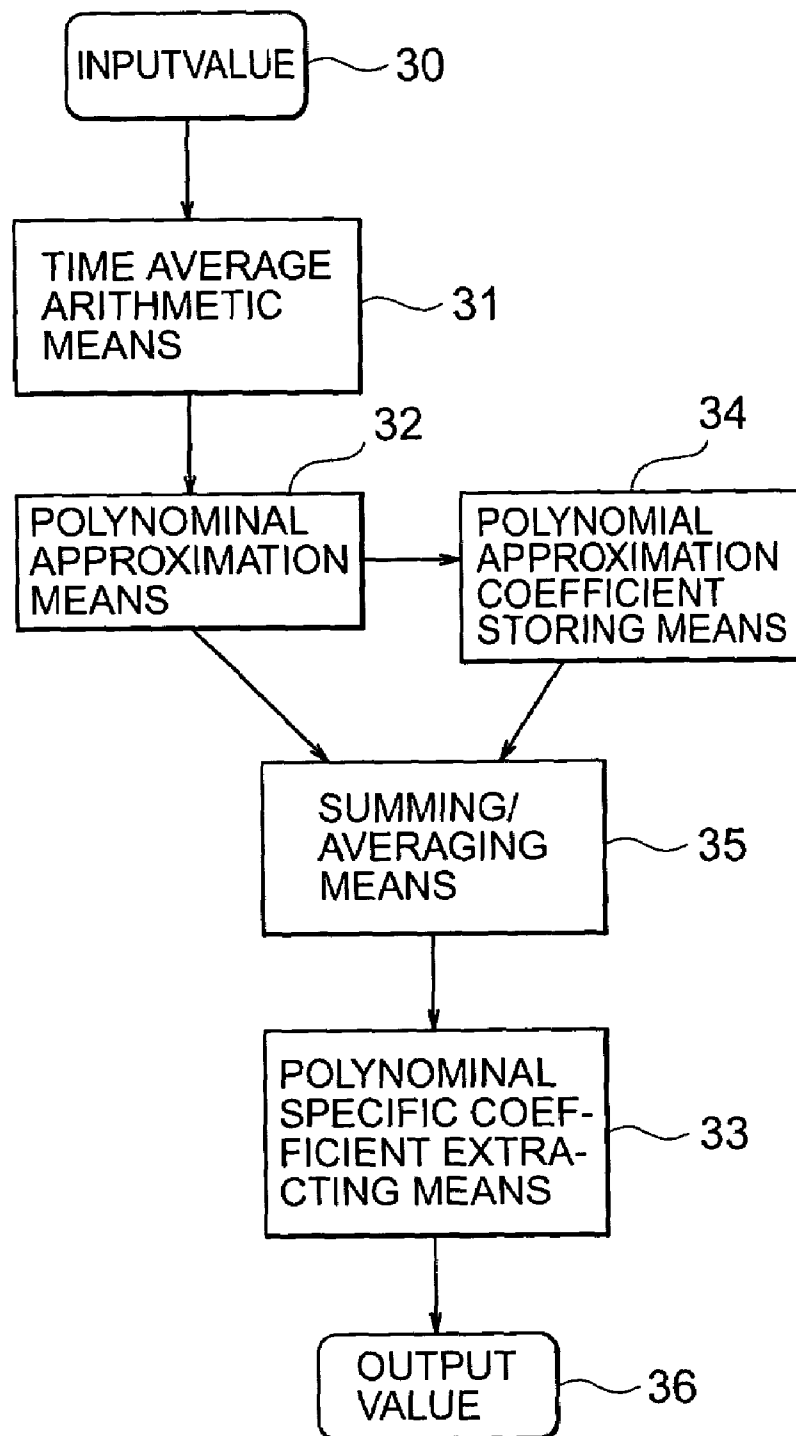 INPUTVALUE
30
TIME AVERAGE
ARITHMETIC
MEANS
31
32
POLYNOMINAL
APPROXIMATION
MEANS
34
POLYNOMIAL
APPROXIMATION
COEFFICIENT
STORING MEANS
SUMMING/
AVERAGING
MEANS
35
POLYNOMINAL
SPECIFIC COEF-
FICIENT EXTRA-
CTING MEANS
33
OUTPUT
VALUE
36